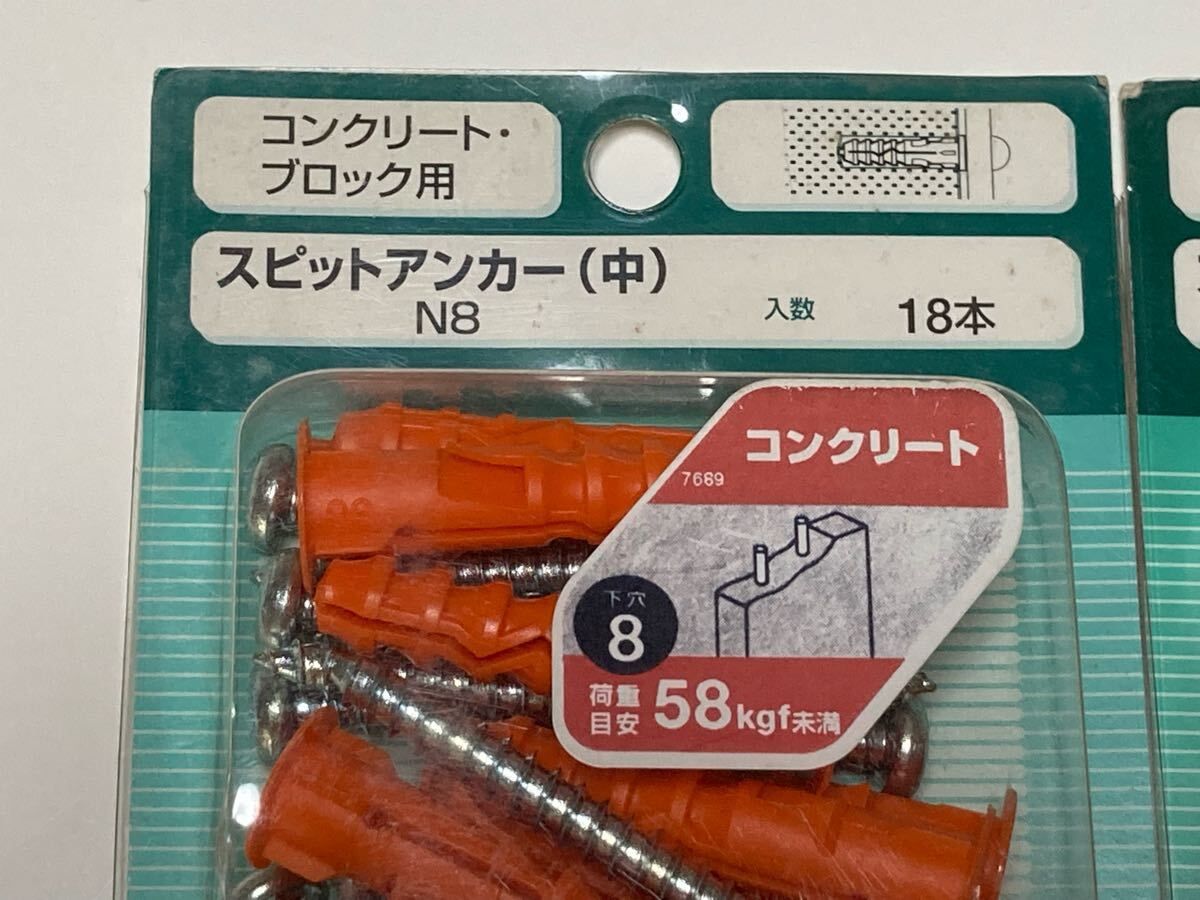 コンクリート・
ブロック用
スピットアンカー(中)
N8
入数 18本
コンクリート
7689
下穴
8
荷重
目安 58kgf未満